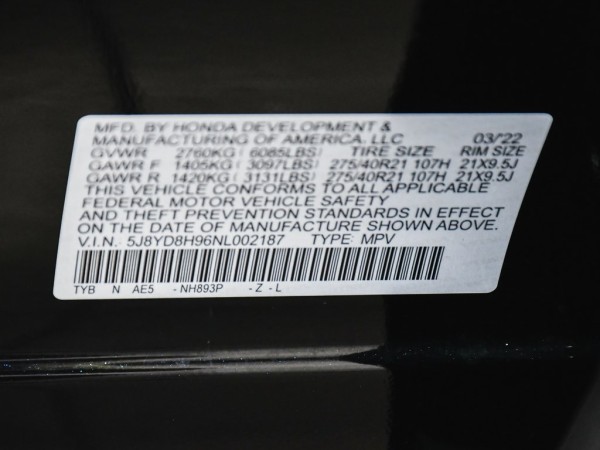 MFD. BY HONDA DEVELOPMENT &
MANUFACTURING OF AMERICA, LLC 03/'22
GVWR 2760KG( 6085LBS) TIRE SIZE RIM SIZE
GAWR F 1405KG( 3097LBS) 275/40R21 107H 21X9.5J
GAWR R 1420KG( 3131LBS) 275/40R21 107H 21X9.5J
THIS VEHICLE CONFORMS TO ALL APPLICABLE
FEDERAL MOTOR VEHICLE SAFETY
AND THEFT PREVENTION STANDARDS IN EFFECT
ON DATE OF MANUFACTURE SHOWN ABOVE.
V.I.N. 5J8YD8H96NL002187 TYPE: MPV
TYB N AE5 - NH893P - Z - L